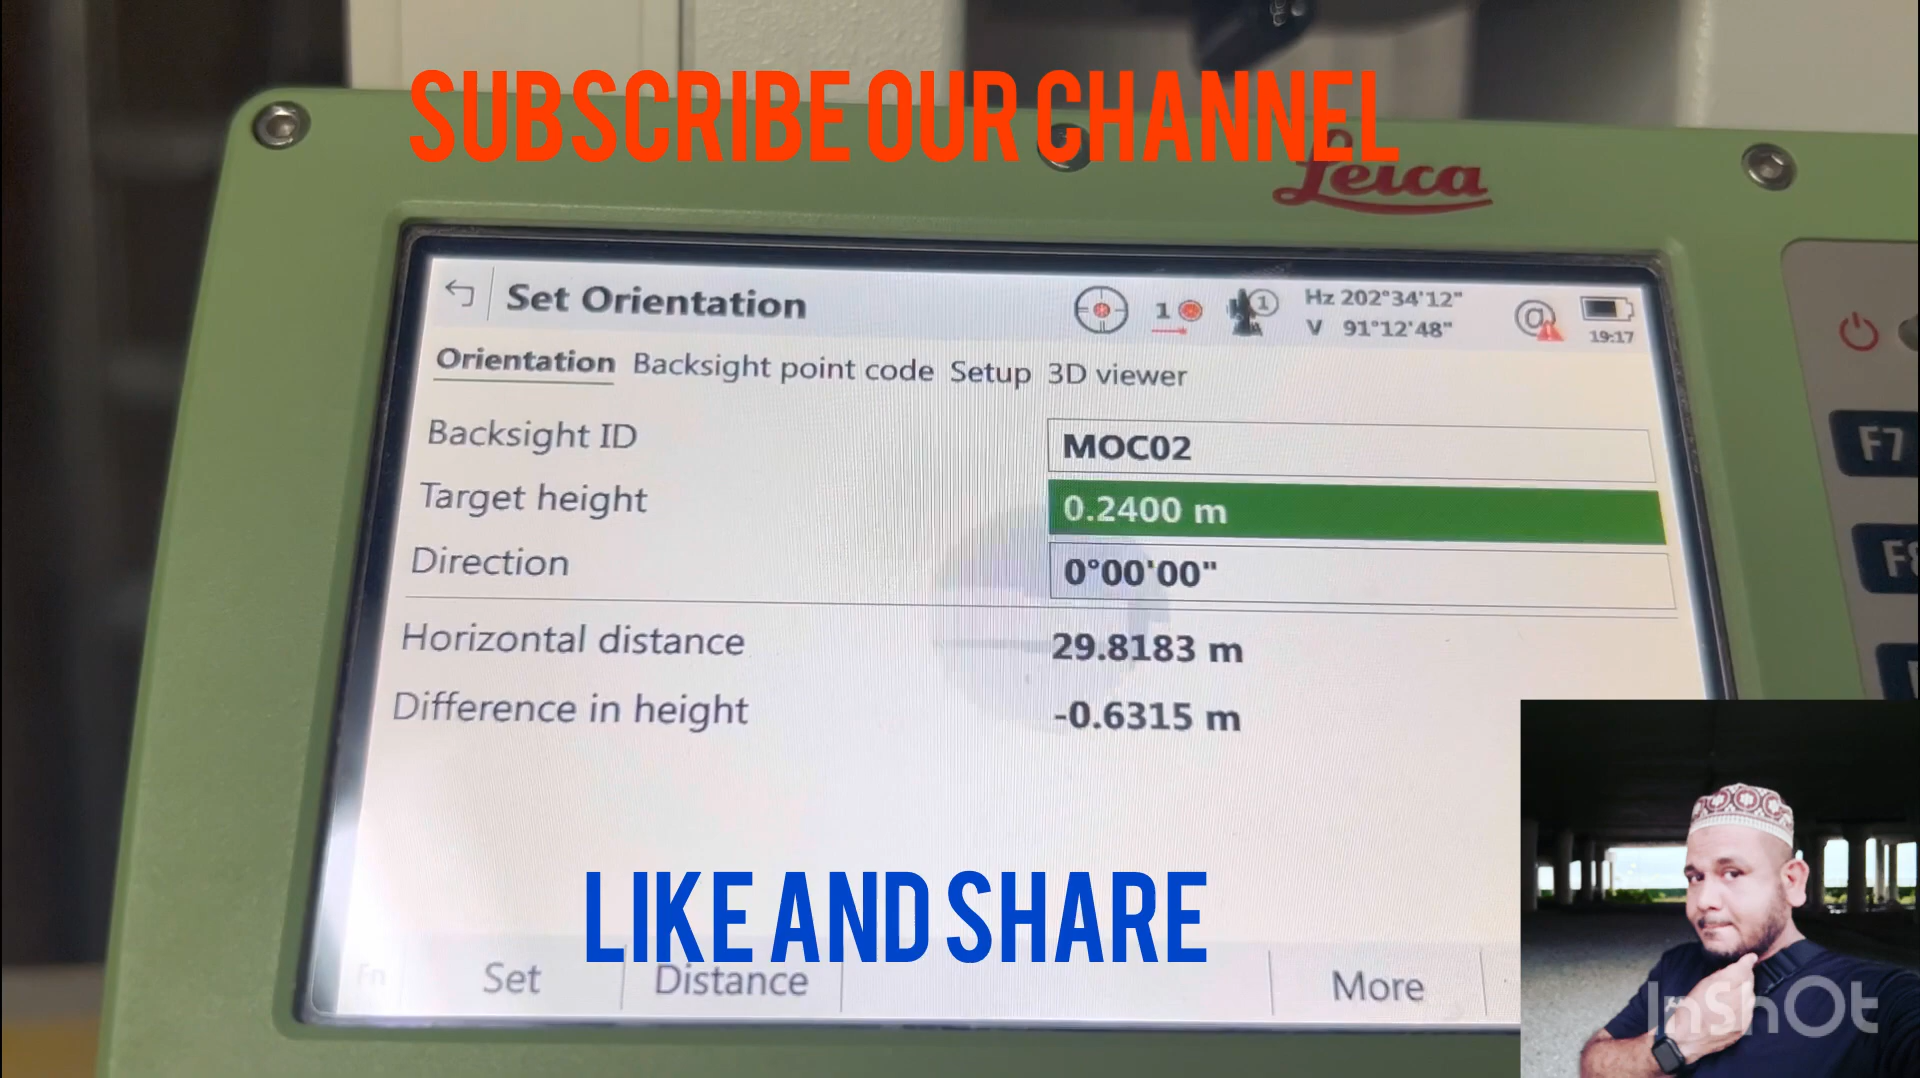 SUBSCRIBE OUR CHANNEL
Leica
Set Orientation
1
1
Hz 202°34'12"
V 91°12'48"
@
19:17
Orientation Backsight point code Setup 3D viewer
Backsight ID MOC02
Target height 0.2400 m
Direction 0°00'00"
Horizontal distance 29.8183 m
Difference in height -0.6315 m
F7
LIKE AND SHARE
Fn Set Distance More
InShOt